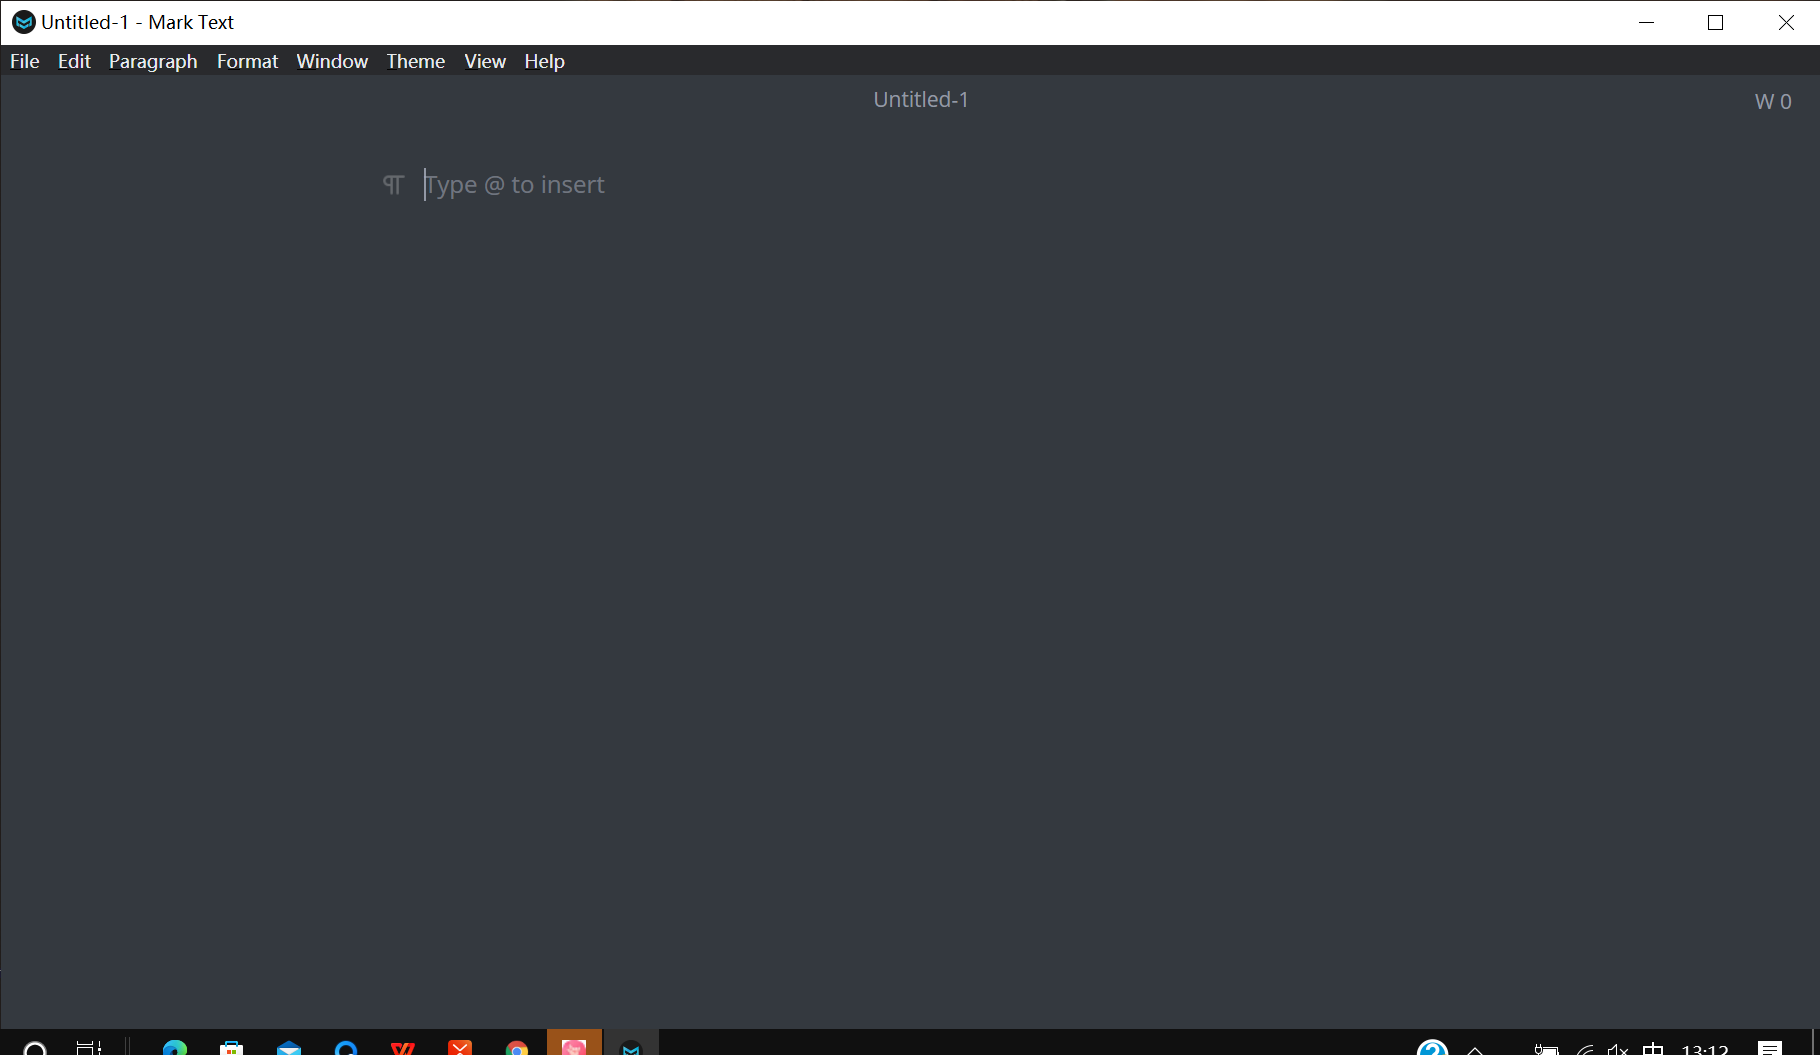 Untitled-1 - Mark Text
File Edit Paragraph Format Window Theme View Help
Untitled-1
W 0
Type @ to insert
中 13:12